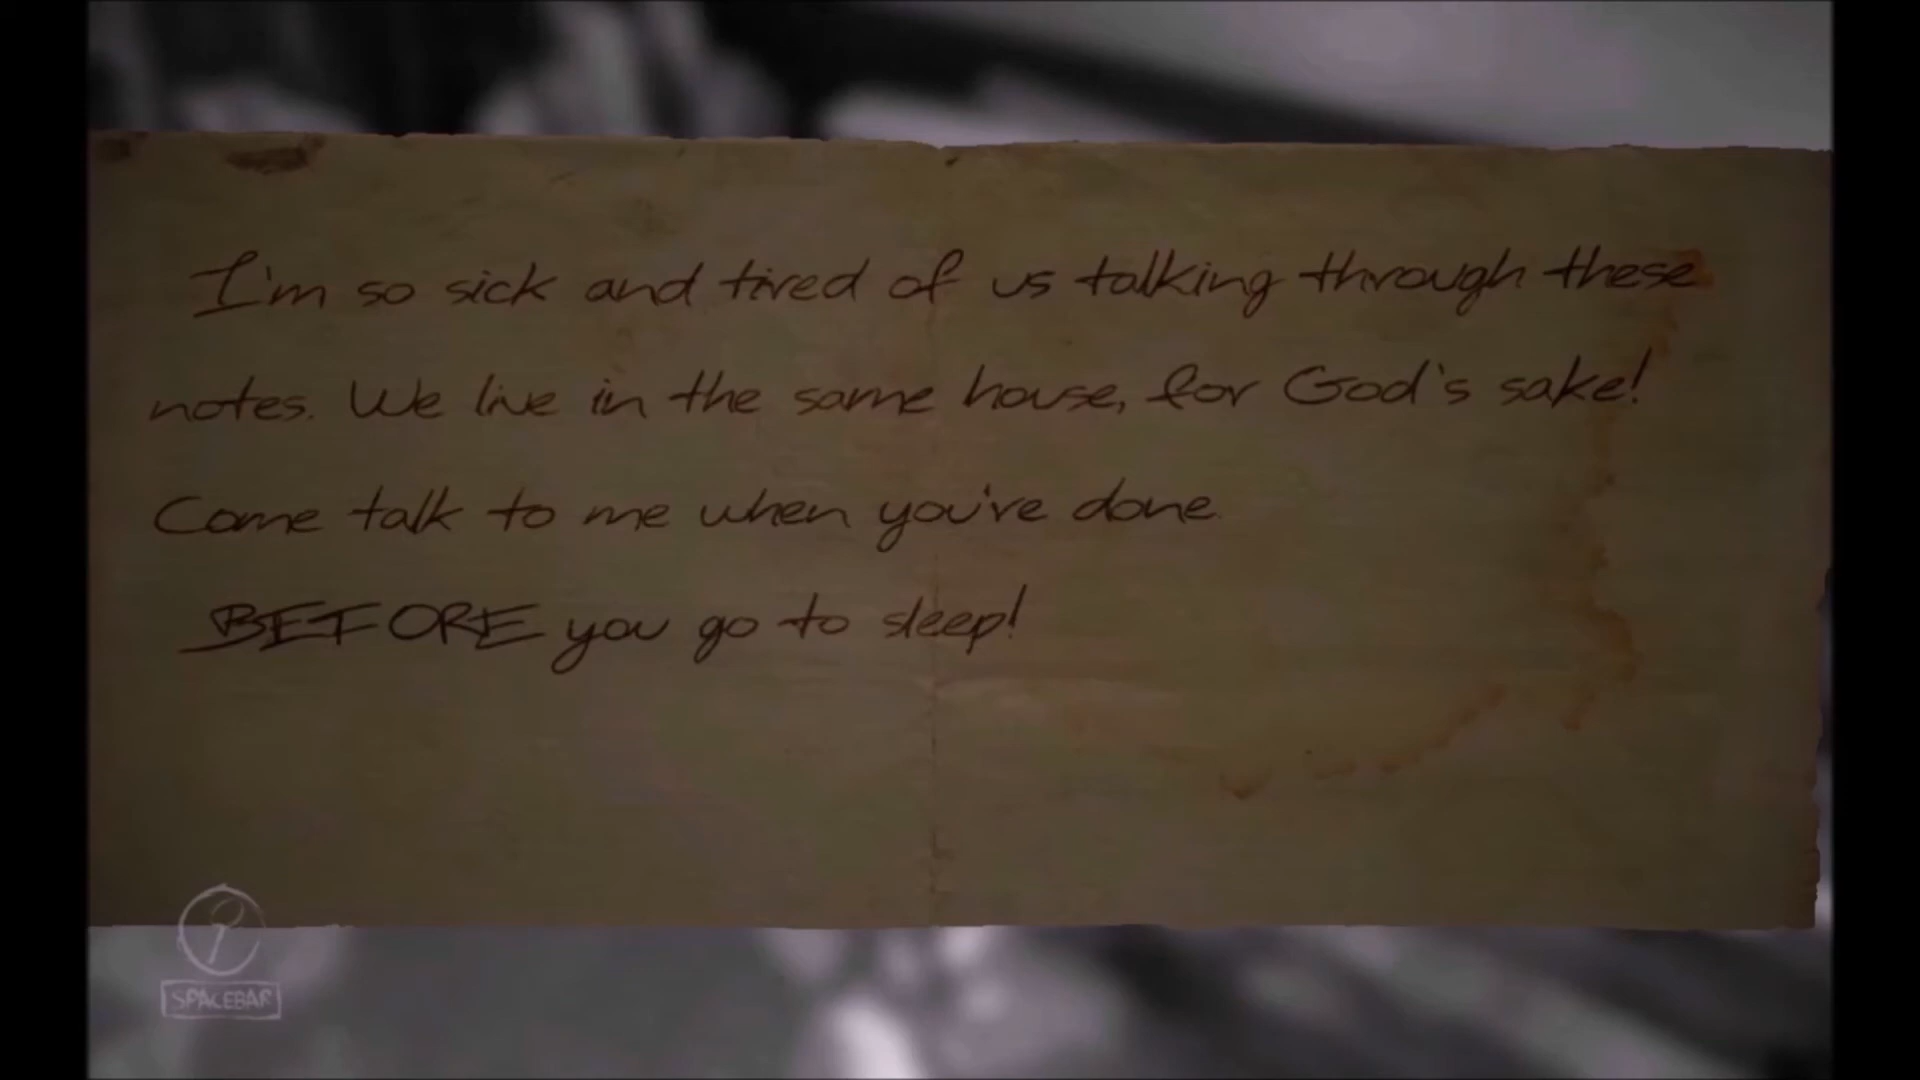 I'm so sick and tired of us talking through these
notes. We live in the same house, for God's sake!
Come talk to me when you're done
BEFORE you go to sleep!
SPACEBAR